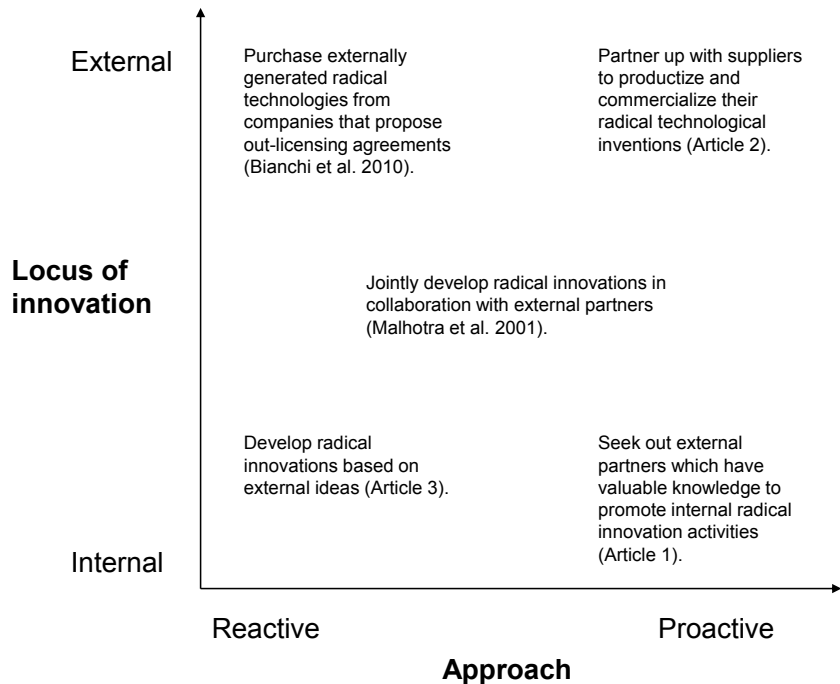 External
Purchase externally
generated radical
technologies from
companies that propose
out-licensing agreements
(Bianchi et al. 2010).
Partner up with suppliers
to productize and
commercialize their
radical technological
inventions (Article 2).
Locus of
innovation
Jointly develop radical innovations in
collaboration with external partners
(Malhotra et al. 2001).
Develop radical
innovations based on
external ideas (Article 3).
Seek out external
partners which have
valuable knowledge to
promote internal radical
innovation activities
(Article 1).
Internal
Reactive
Proactive
Approach